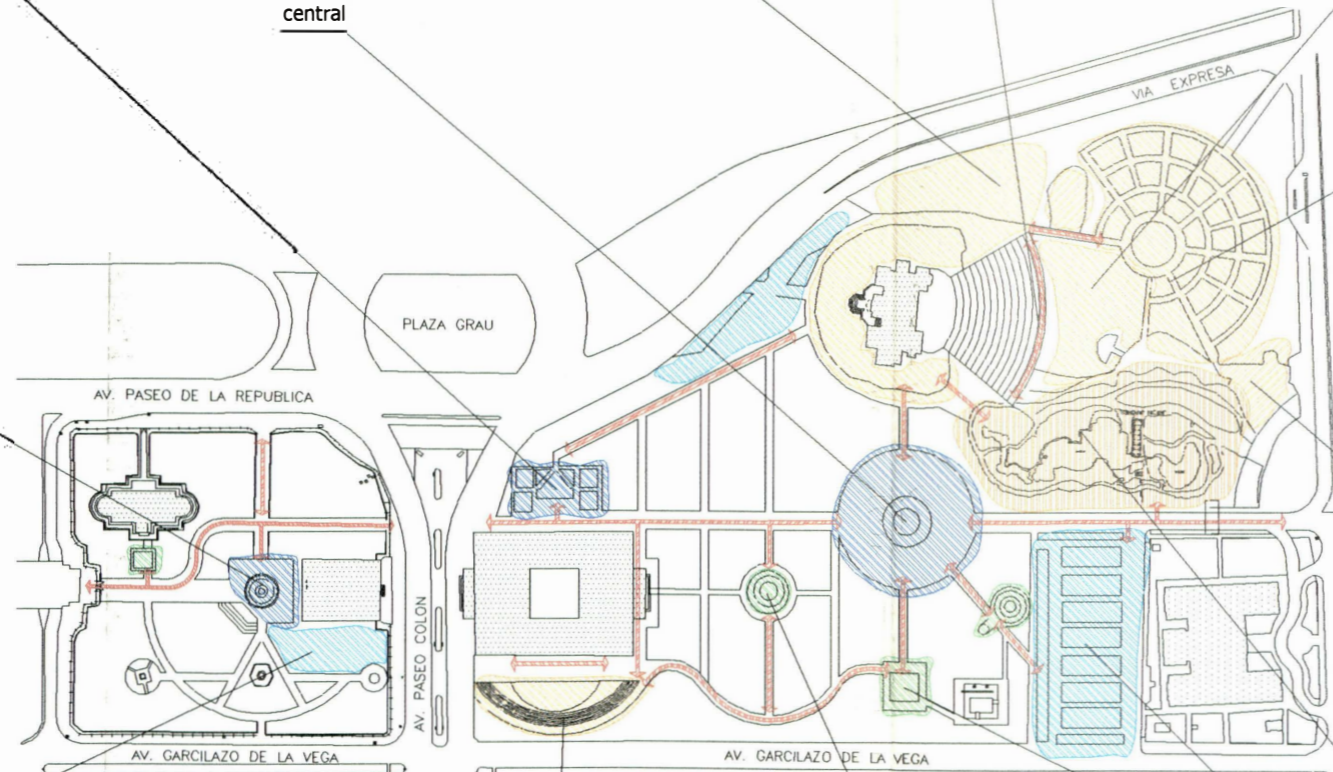 central
VIA EXPRESA
PLAZA GRAU
AV. PASEO DE LA REPUBLICA
AV. PASEO COLON
AV. GARCILAZO DE LA VEGA
AV. GARCILAZO DE LA VEGA